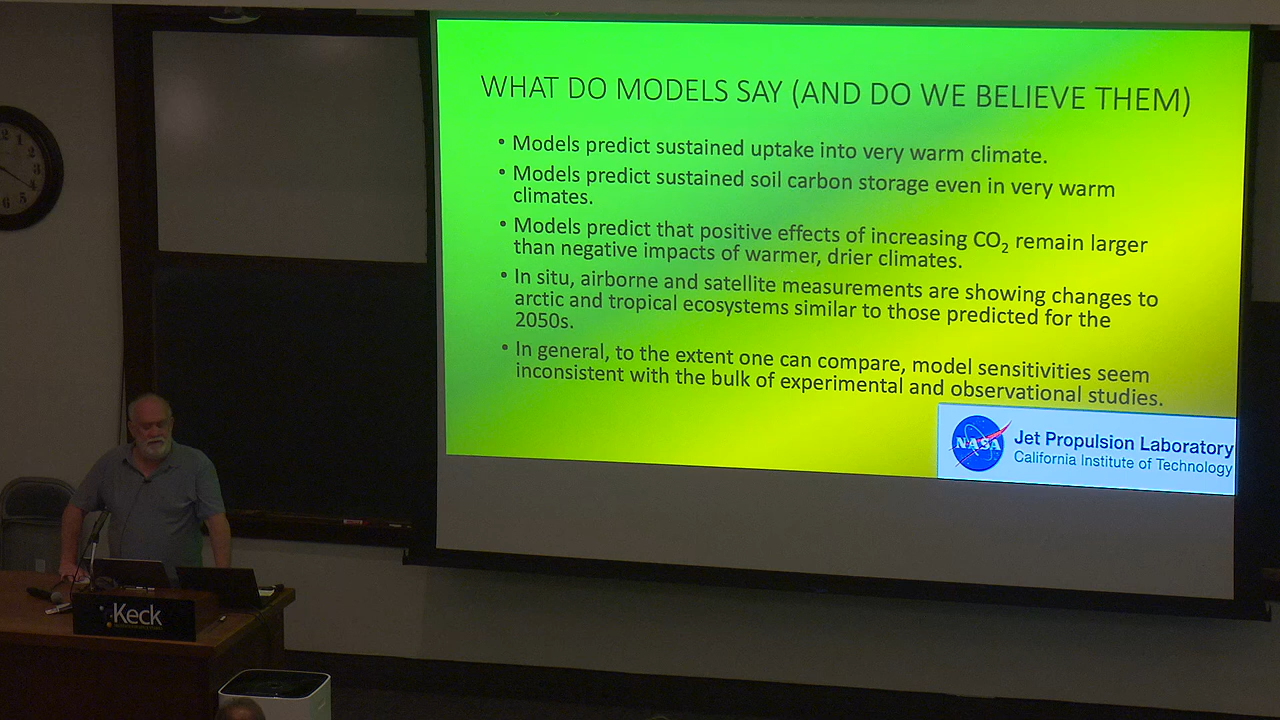 WHAT DO MODELS SAY (AND DO WE BELIEVE THEM)
• Models predict sustained uptake into very warm climate.
• Models predict sustained soil carbon storage even in very warm
climates.
• Models predict that positive effects of increasing CO₂ remain larger
than negative impacts of warmer, drier climates.
• In situ, airborne and satellite measurements are showing changes to
arctic and tropical ecosystems similar to those predicted for the
2050s.
• In general, to the extent one can compare, model sensitivities seem
inconsistent with the bulk of experimental and observational studies.
NASA
Jet Propulsion Laboratory
California Institute of Technology
Keck